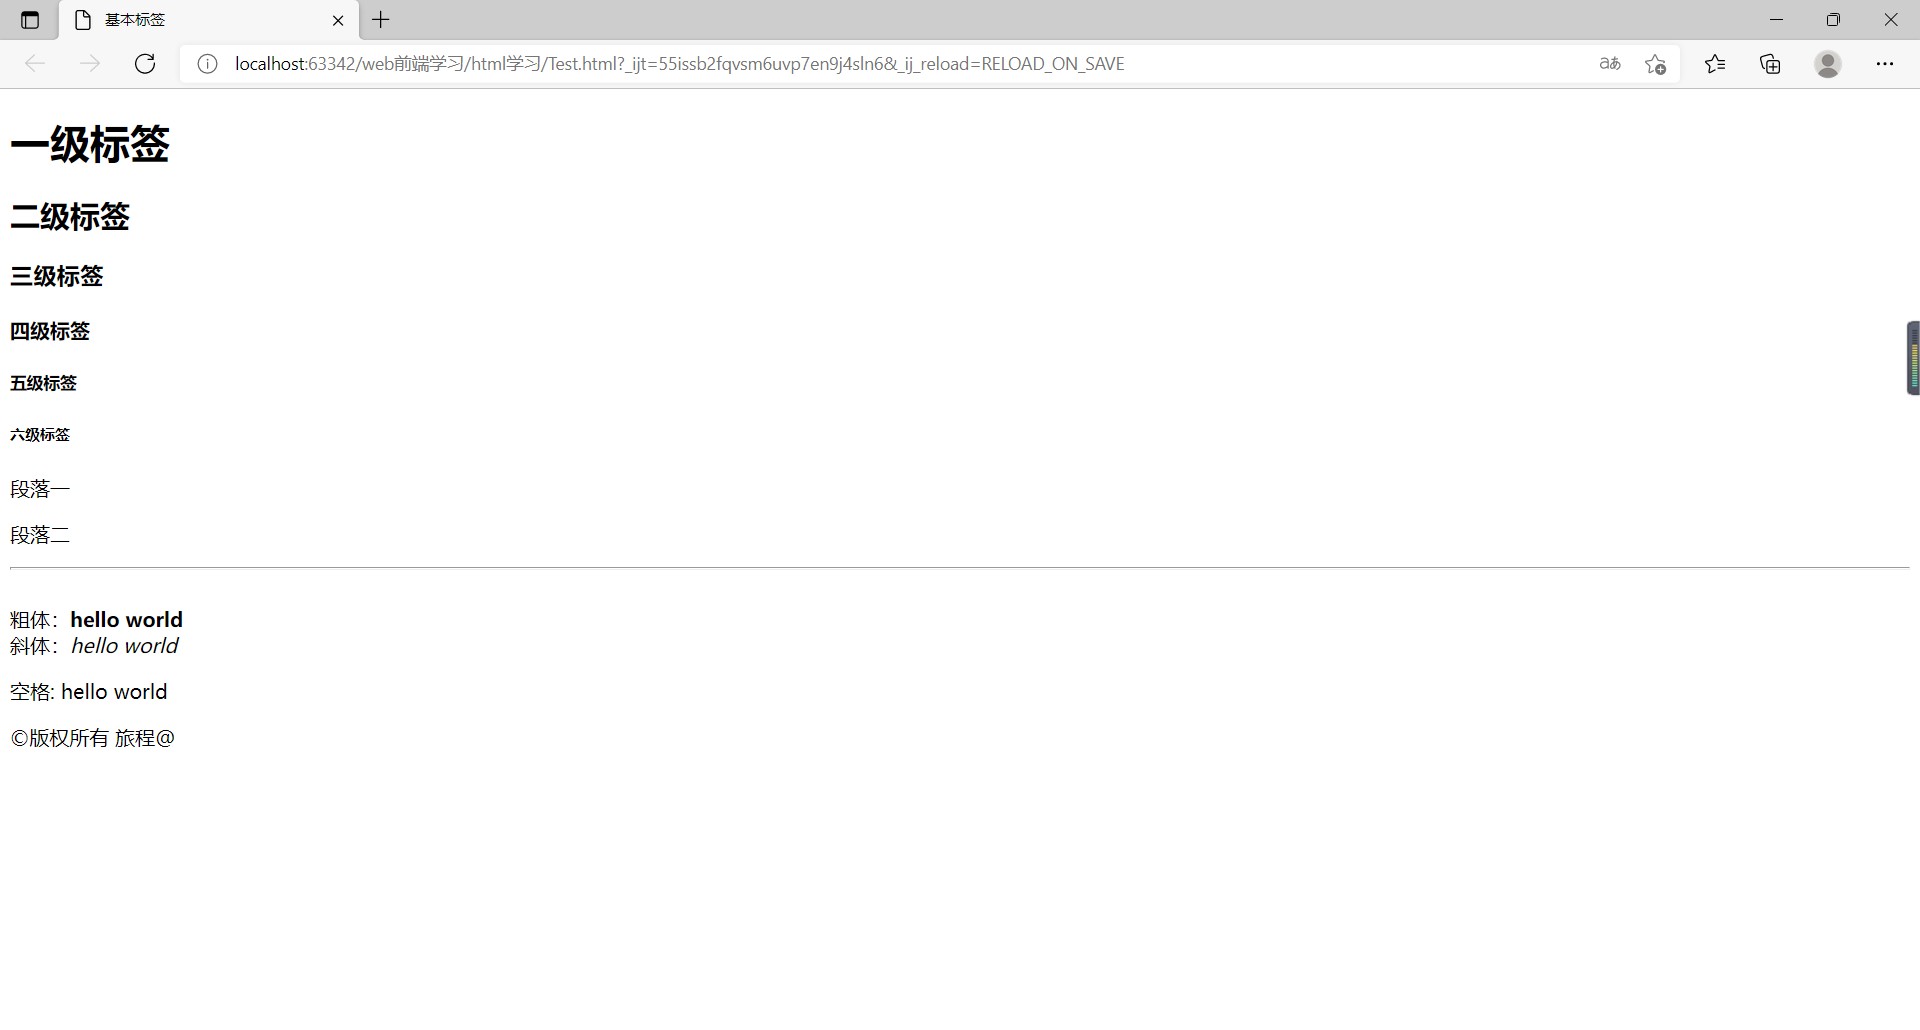 基本标签
localhost:63342/web前端学习/html学习/Test.html?_ijt=55issb2fqvsm6uvp7en9j4sln6&_ij_reload=RELOAD_ON_SAVE
一级标签
二级标签
三级标签
四级标签
五级标签
六级标签
段落一
段落二
粗体：hello world
斜体：hello world
空格: hello world
©版权所有 旅程@